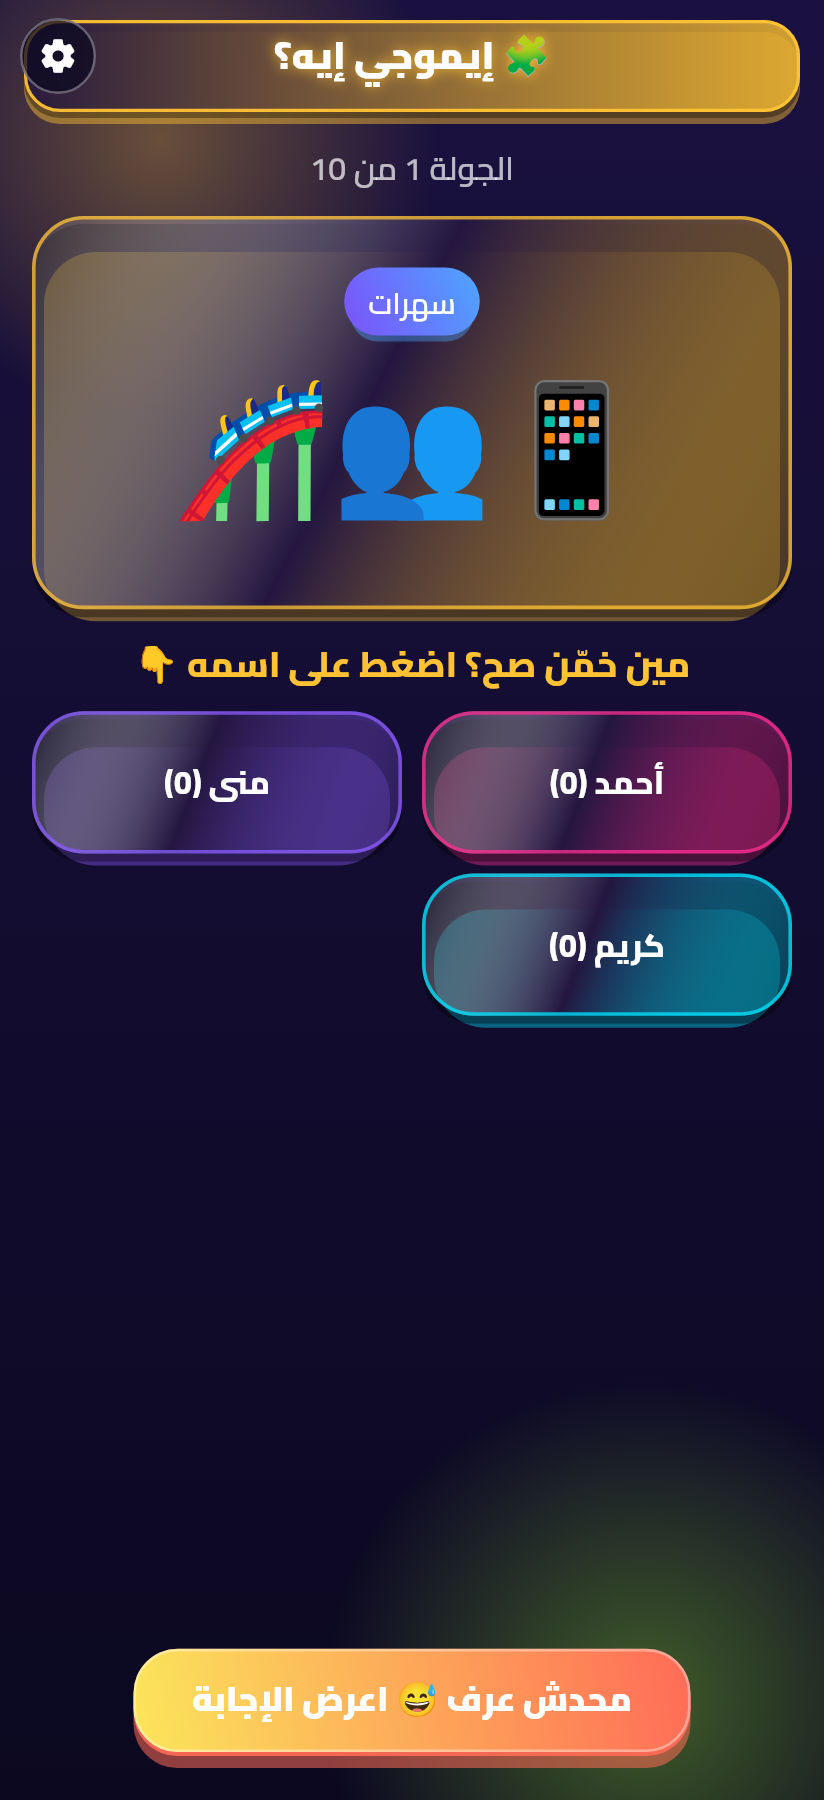 إيموجي إيه؟
الجولة 1 من 10
سهرات
مين خمّن صح؟ اضغط على اسمه
أحمد (0)
منى (0)
كريم (0)
محدش عرف 😅 اعرض الإجابة